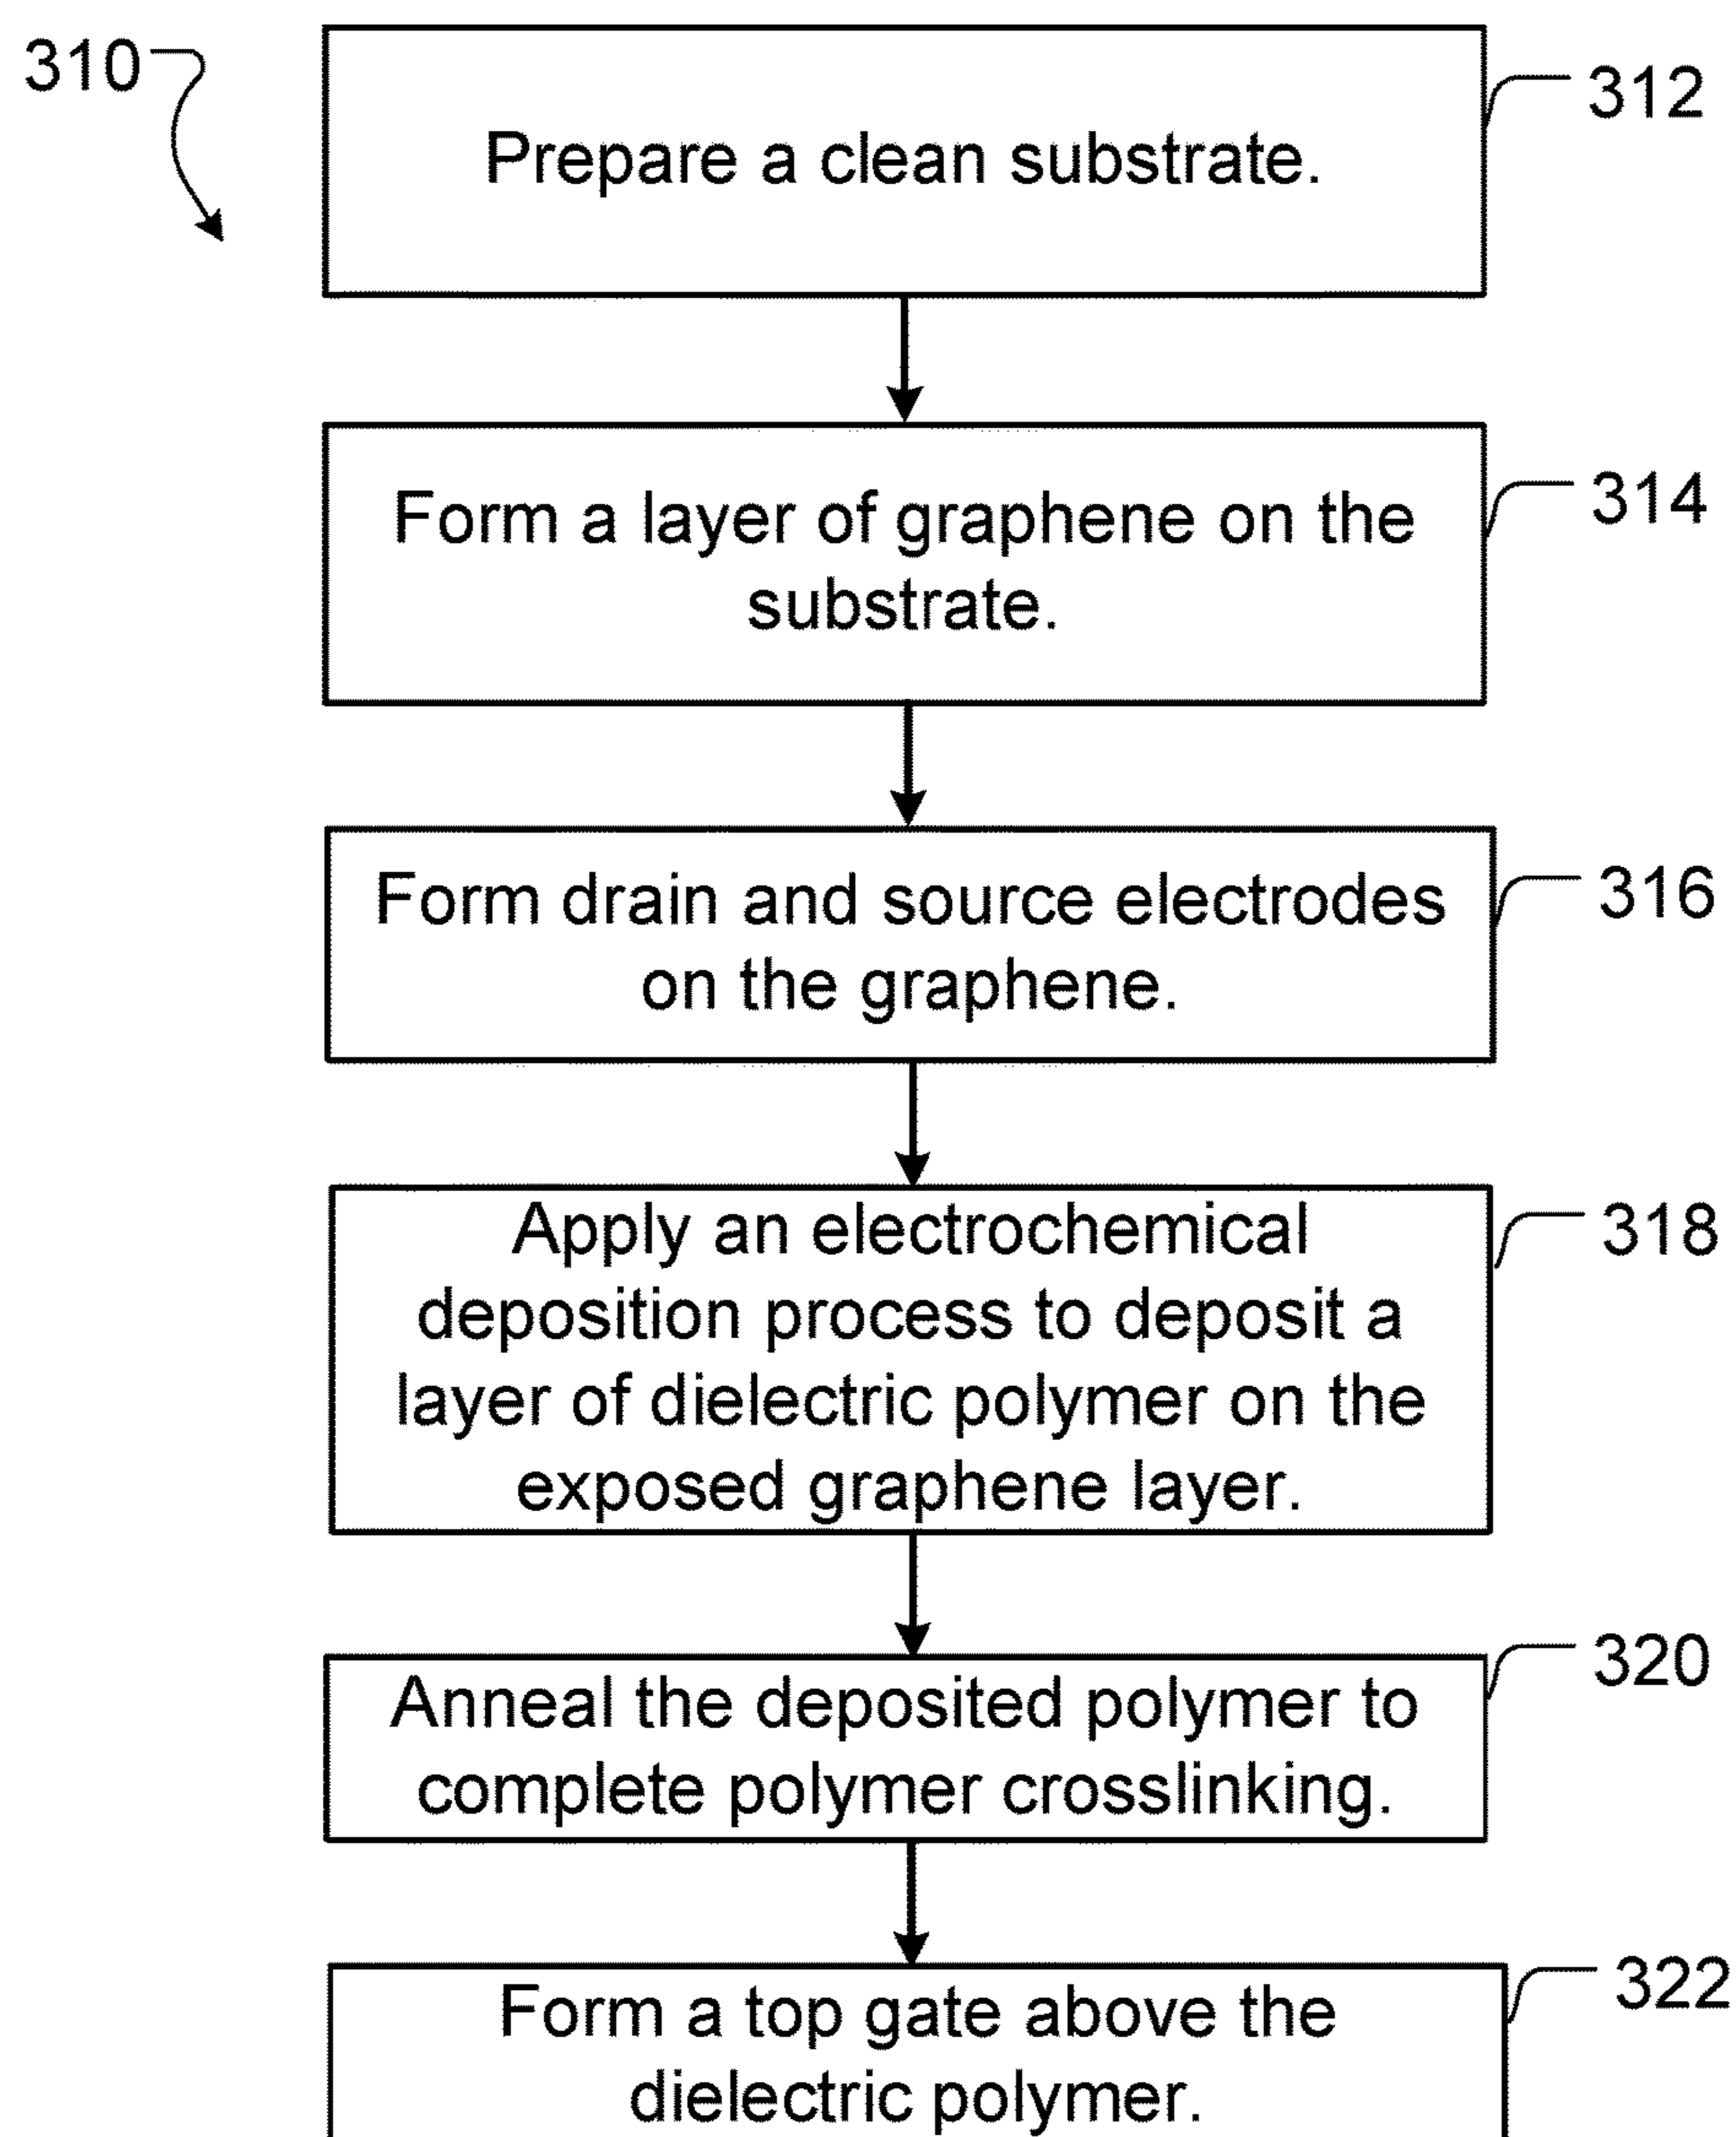 310
312
Prepare a clean substrate.
314
Form a layer of graphene on the
substrate.
316
Form drain and source electrodes
on the graphene.
318
Apply an electrochemical
deposition process to deposit a
layer of dielectric polymer on the
exposed graphene layer.
320
Anneal the deposited polymer to
complete polymer crosslinking.
322
Form a top gate above the
dielectric polymer.